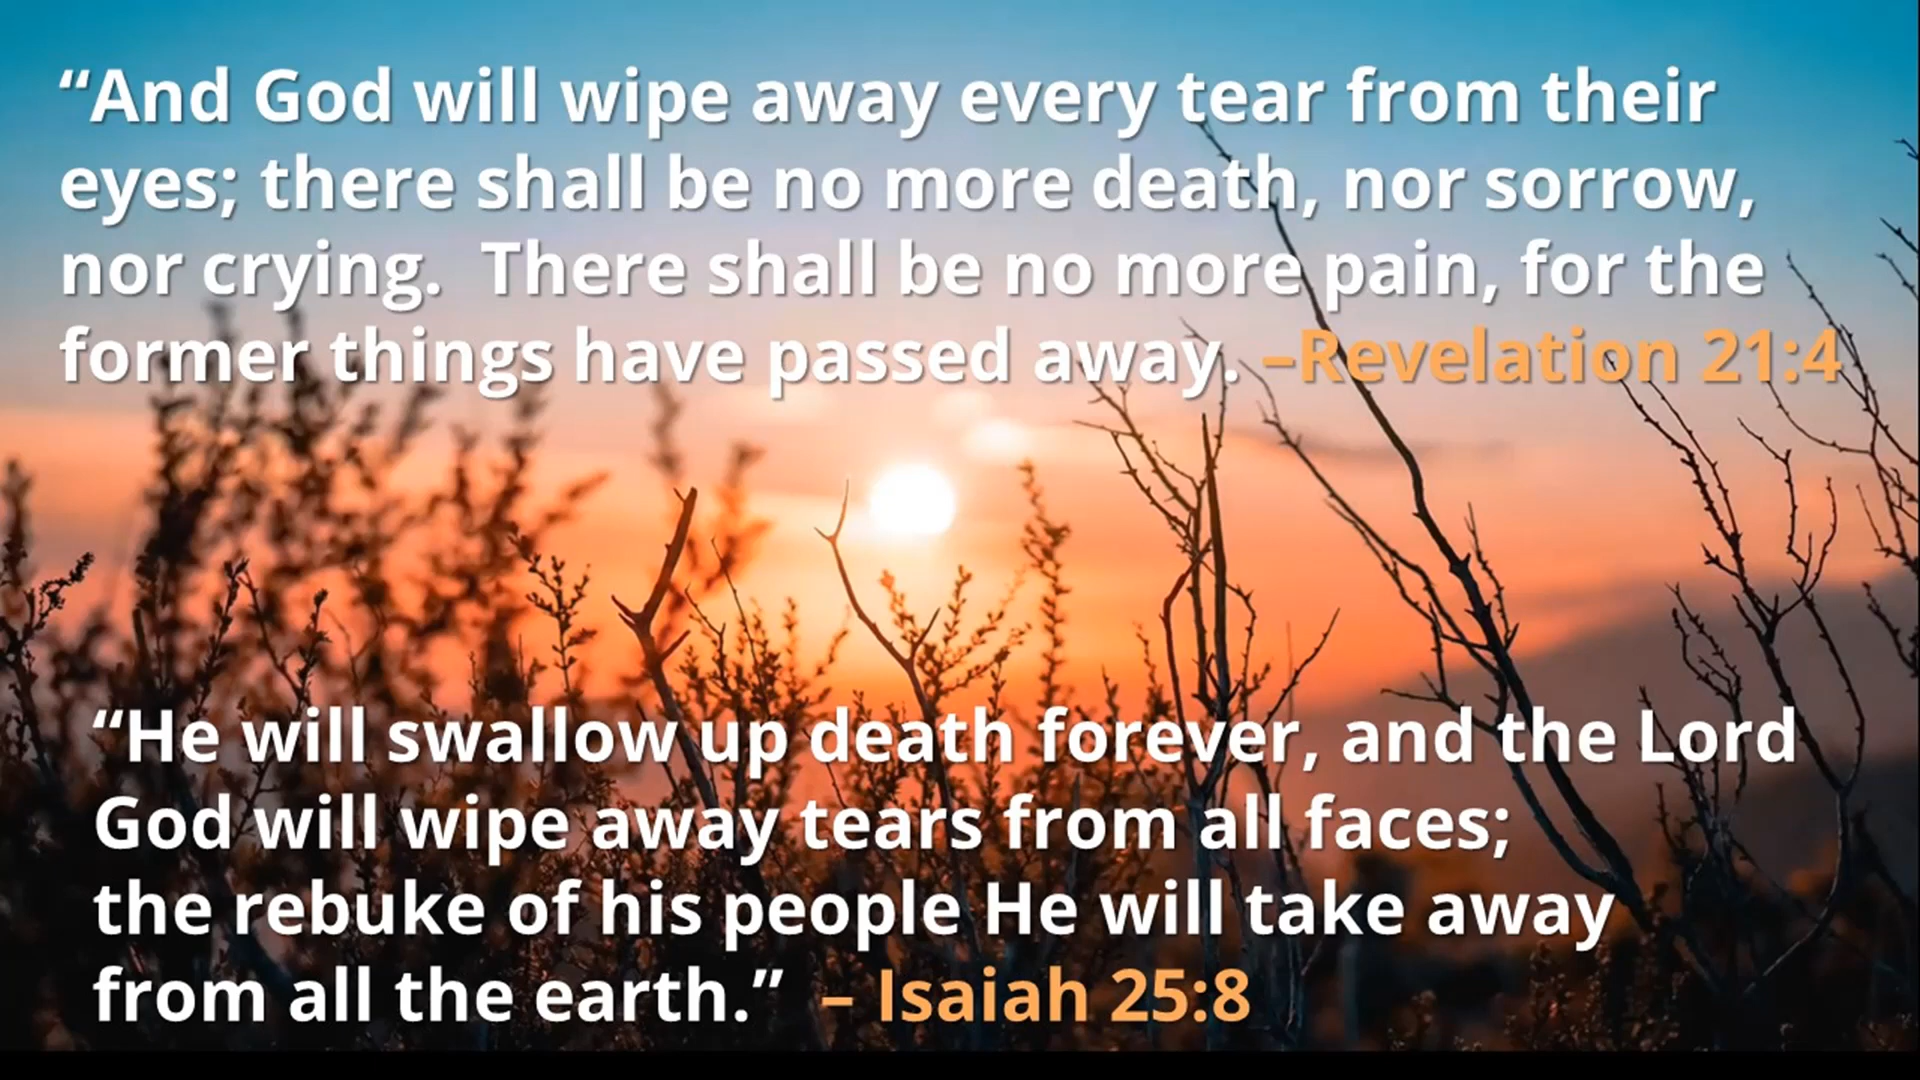 “And God will wipe away every tear from their
eyes; there shall be no more death, nor sorrow,
nor crying.  There shall be no more pain, for the
former things have passed away. –Revelation 21:4
“He will swallow up death forever, and the Lord
God will wipe away tears from all faces;
the rebuke of his people He will take away
from all the earth.”  – Isaiah 25:8